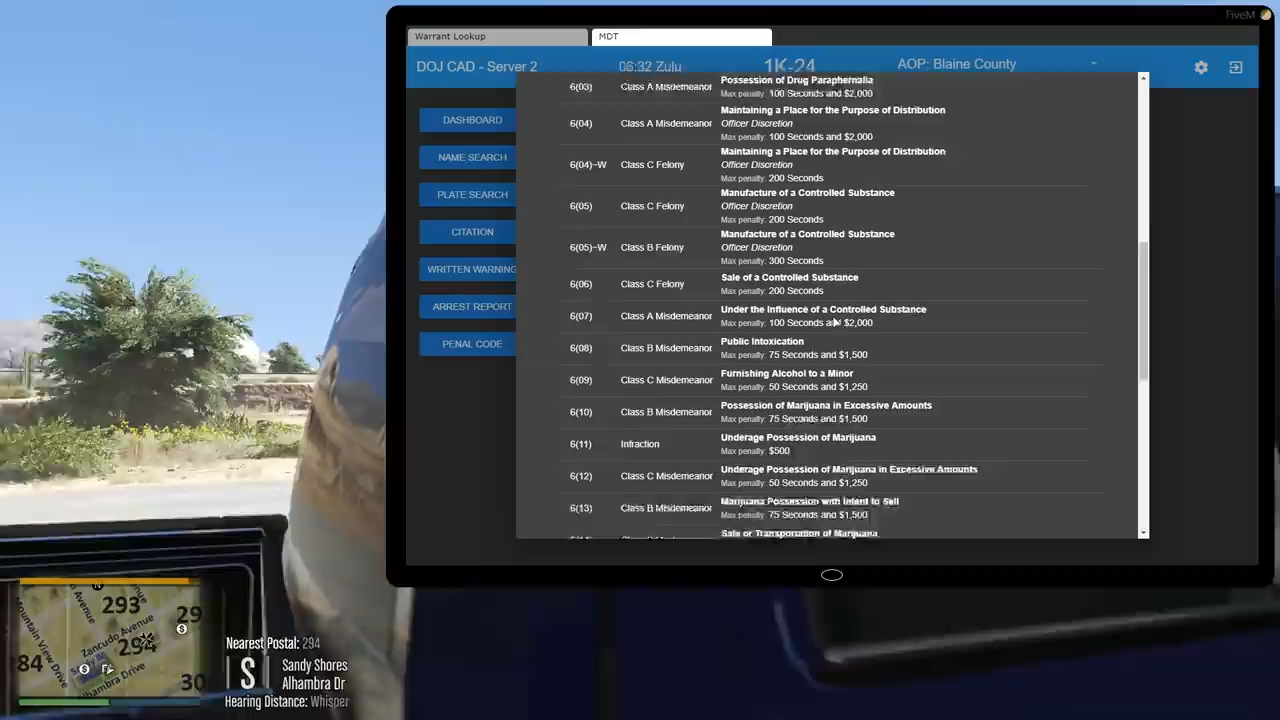 FiveM
Warrant Lookup
MDT
DOJ CAD - Server 2
06:32 Zulu
1K-24
AOP: Blaine County
DASHBOARD
NAME SEARCH
PLATE SEARCH
CITATION
WRITTEN WARNING
ARREST REPORT
PENAL CODE
6(03) Class A Misdemeanor Possession of Drug Paraphernalia
Max penalty: 100 Seconds and $2,000
6(04) Class A Misdemeanor Maintaining a Place for the Purpose of Distribution
Officer Discretion
Max penalty: 100 Seconds and $2,000
6(04)~W Class C Felony Maintaining a Place for the Purpose of Distribution
Officer Discretion
Max penalty: 200 Seconds
6(05) Class C Felony Manufacture of a Controlled Substance
Officer Discretion
Max penalty: 200 Seconds
6(05)~W Class B Felony Manufacture of a Controlled Substance
Officer Discretion
Max penalty: 300 Seconds
6(06) Class C Felony Sale of a Controlled Substance
Max penalty: 200 Seconds
6(07) Class A Misdemeanor Under the Influence of a Controlled Substance
Max penalty: 100 Seconds and $2,000
6(08) Class B Misdemeanor Public Intoxication
Max penalty: 75 Seconds and $1,500
6(09) Class C Misdemeanor Furnishing Alcohol to a Minor
Max penalty: 50 Seconds and $1,250
6(10) Class B Misdemeanor Possession of Marijuana in Excessive Amounts
Max penalty: 75 Seconds and $1,500
6(11) Infraction Underage Possession of Marijuana
Max penalty: $500
6(12) Class C Misdemeanor Underage Possession of Marijuana in Excessive Amounts
Max penalty: 50 Seconds and $1,250
6(13) Class B Misdemeanor Marijuana Possession with Intent to Sell
Max penalty: 75 Seconds and $1,500
Sale or Transportation of Marijuana
N
293
29
Zancudo Avenue
Mountain View Drive
294
84
Alhambra Drive
30
Nearest Postal: 294
S
Sandy Shores
Alhambra Dr
Hearing Distance: Whisper